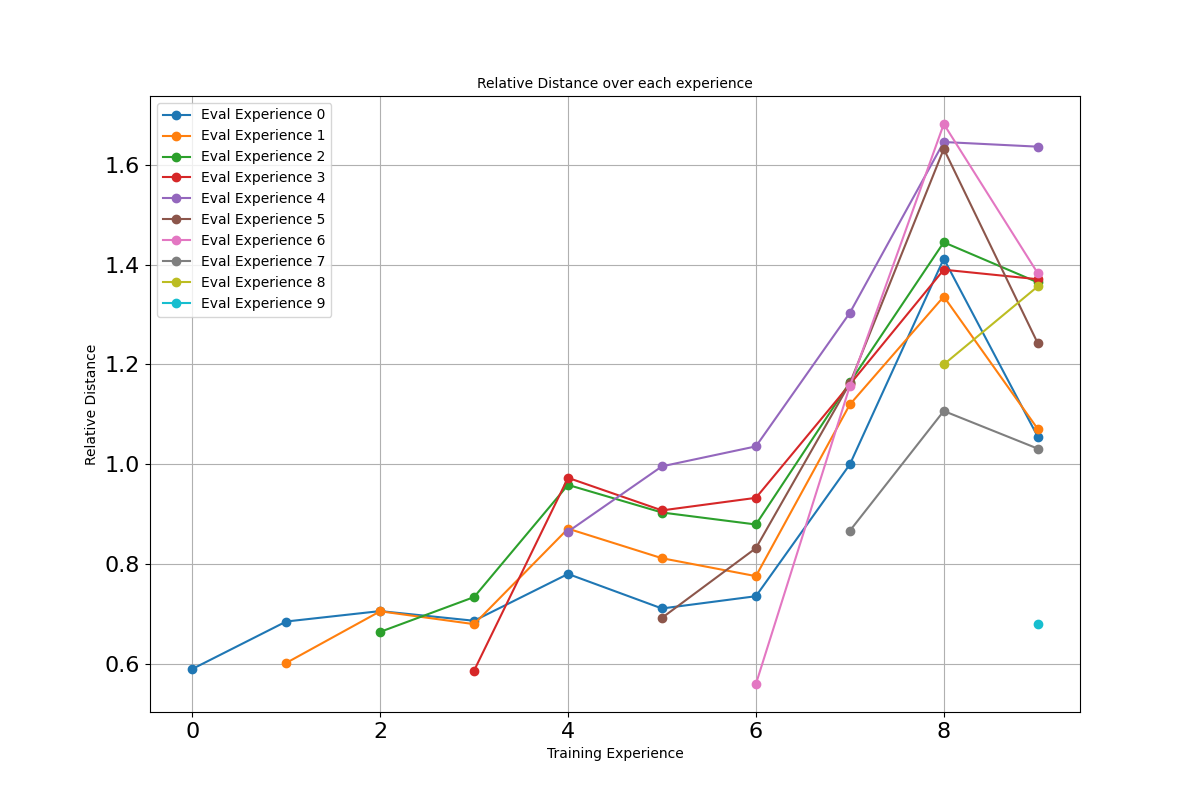 Relative Distance over each experience
Eval Experience 0
Eval Experience 1
Eval Experience 2
Eval Experience 3
Eval Experience 4
Eval Experience 5
Eval Experience 6
Eval Experience 7
Eval Experience 8
Eval Experience 9
1.6
1.4
1.2
1.0
0.8
0.6
Relative Distance
0 2 4 6 8
Training Experience